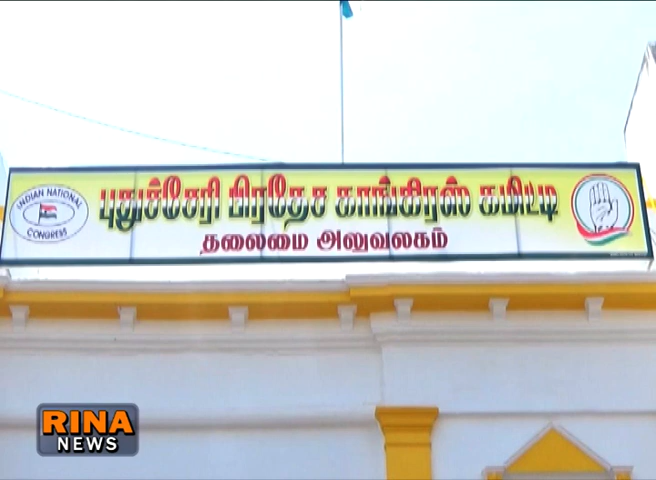 புதுச்சேரி பிரதேச காங்கிரஸ் கமிட்டி
தலைமை அலுவலகம்
INDIAN NATIONAL
CONGRESS
RINA
NEWS